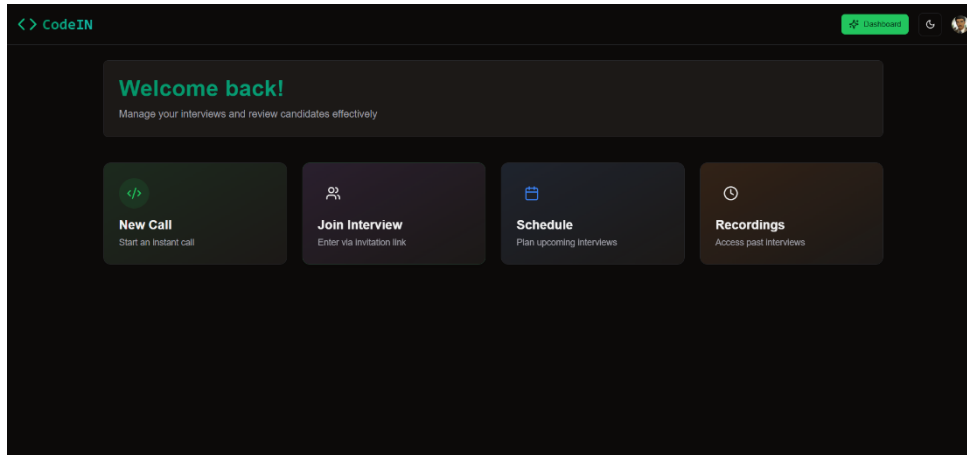 <> CodeIN
Dashboard
Welcome back!
Manage your interviews and review candidates effectively
</>
New Call
Start an instant call
Join Interview
Enter via invitation link
Schedule
Plan upcoming interviews
Recordings
Access past interviews